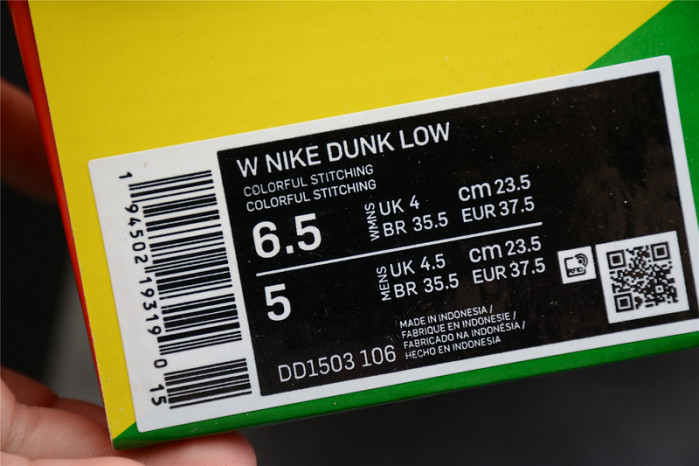 W NIKE DUNK LOW
COLORFUL STITCHING
COLORFUL STITCHING
6.5
WMNS
UK 4
cm 23.5
BR 35.5
EUR 37.5
5
MENS
UK 4.5
cm 23.5
BR 35.5
EUR 37.5
MADE IN INDONESIA /
FABRIQUE EN INDONESIE /
FABRICADO NA INDONÉSIA /
HECHO EN INDONESIA
DD1503 106
1 94502 19319 0 15
RFID